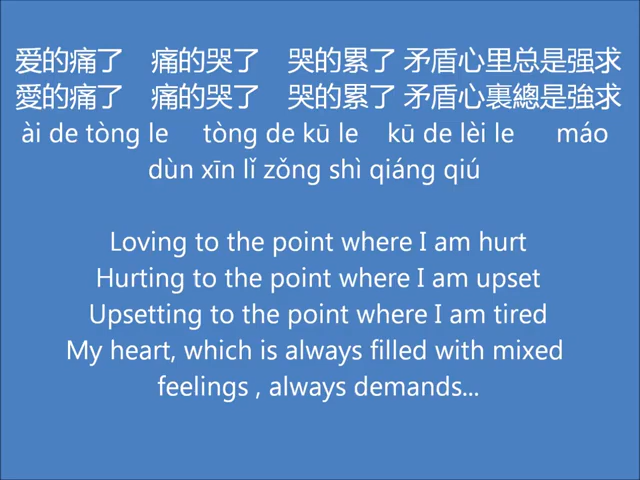 爱的痛了　痛的哭了　哭的累了 矛盾心里总是强求
愛的痛了　痛的哭了　哭的累了 矛盾心裏總是強求
ài de tòng le tòng de kū le kū de lèi le máo
dùn xīn lǐ zǒng shì qiáng qiú
Loving to the point where I am hurt
Hurting to the point where I am upset
Upsetting to the point where I am tired
My heart, which is always filled with mixed
feelings , always demands...